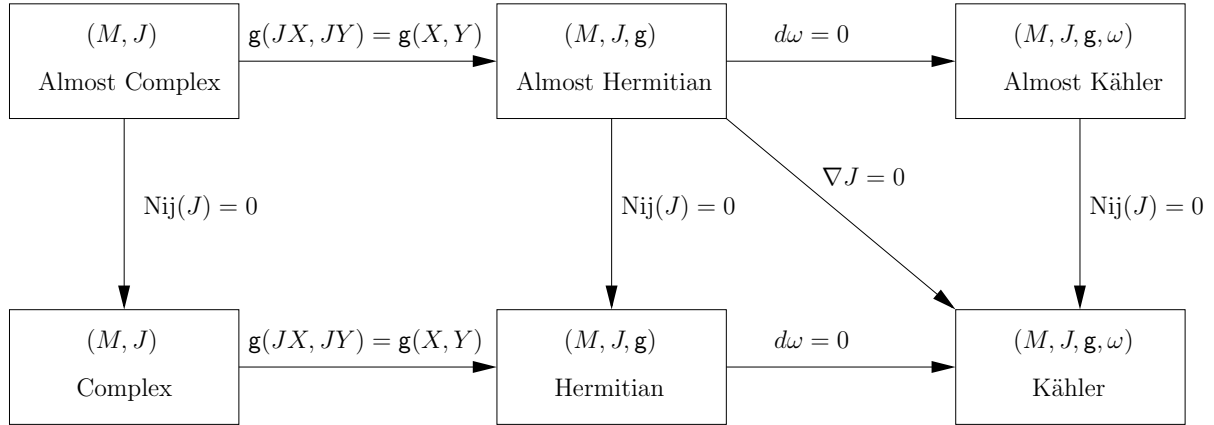 (M, J)
Almost Complex
g(JX, JY) = g(X, Y)
(M, J, g)
Almost Hermitian
dω = 0
(M, J, g, ω)
Almost Kähler
Nij(J) = 0
Nij(J) = 0
∇J = 0
Nij(J) = 0
(M, J)
Complex
g(JX, JY) = g(X, Y)
(M, J, g)
Hermitian
dω = 0
(M, J, g, ω)
Kähler